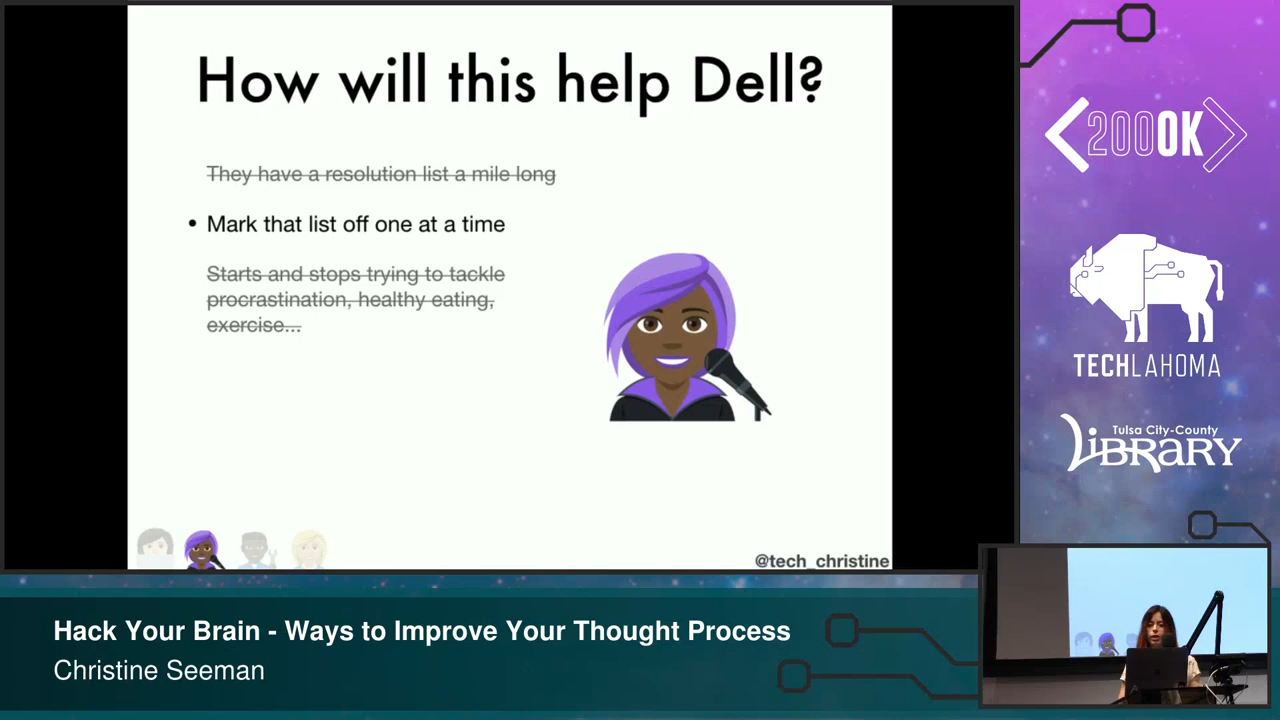 How will this help Dell?
They have a resolution list a mile long
• Mark that list off one at a time
Starts and stops trying to tackle
procrastination, healthy eating,
exercise...
@tech_christine
200OK
TECHLAHOMA
Tulsa City-County
LIBRARY
Hack Your Brain - Ways to Improve Your Thought Process
Christine Seeman